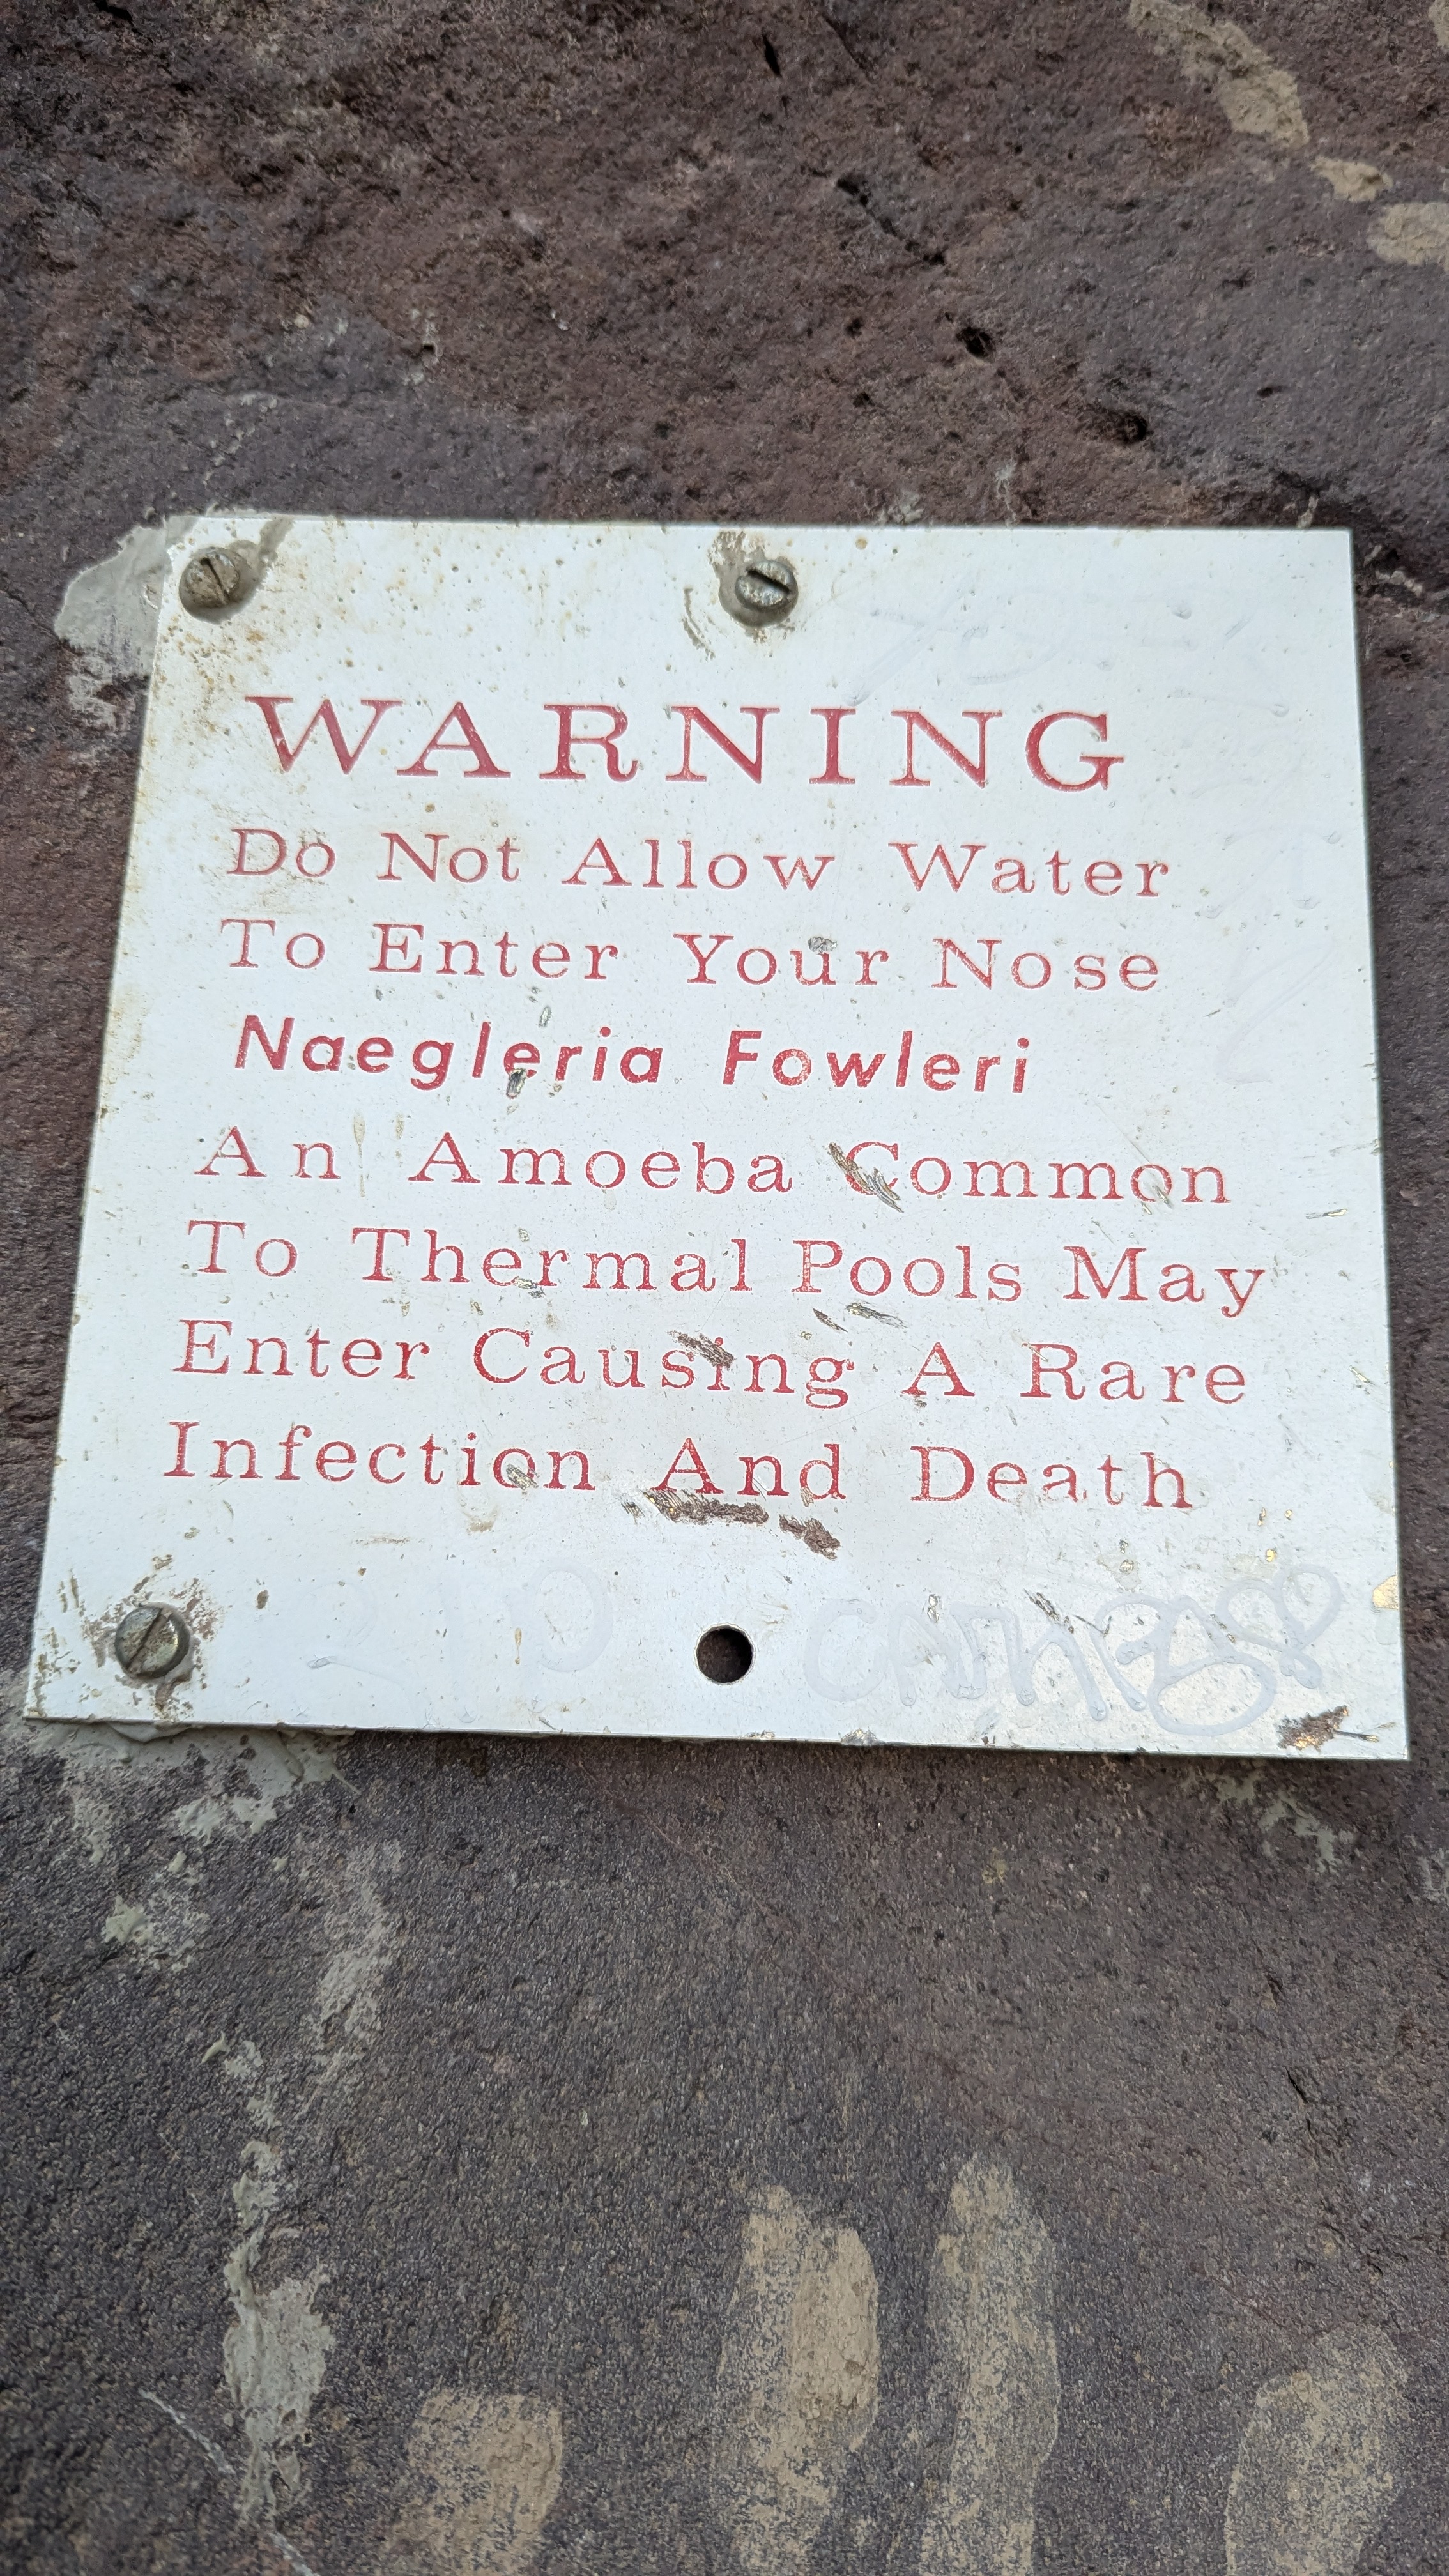 WARNING
Do Not Allow Water
To Enter Your Nose
Naegleria Fowleri
An Amoeba Common
To Thermal Pools May
Enter Causing A Rare
Infection And Death